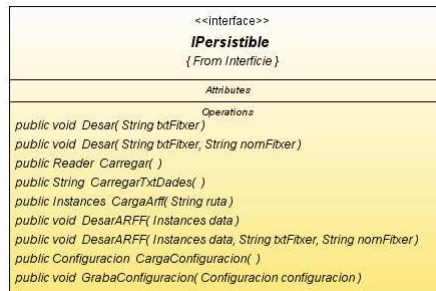 <<interface>>
IPersistible
{ From Interficie }
Attributes
Operations
public void Desar( String txtFitxer )
public void Desar( String txtFitxer, String nomFitxer )
public Reader Carregar( )
public String CarregarTxtDades( )
public Instances CargaArff( String ruta )
public void DesarARFF( Instances data )
public void DesarARFF( Instances data, String txtFitxer, String nomFitxer )
public Configuracion CargaConfiguracion( )
public void GrabaConfiguracion( Configuracion configuracion )